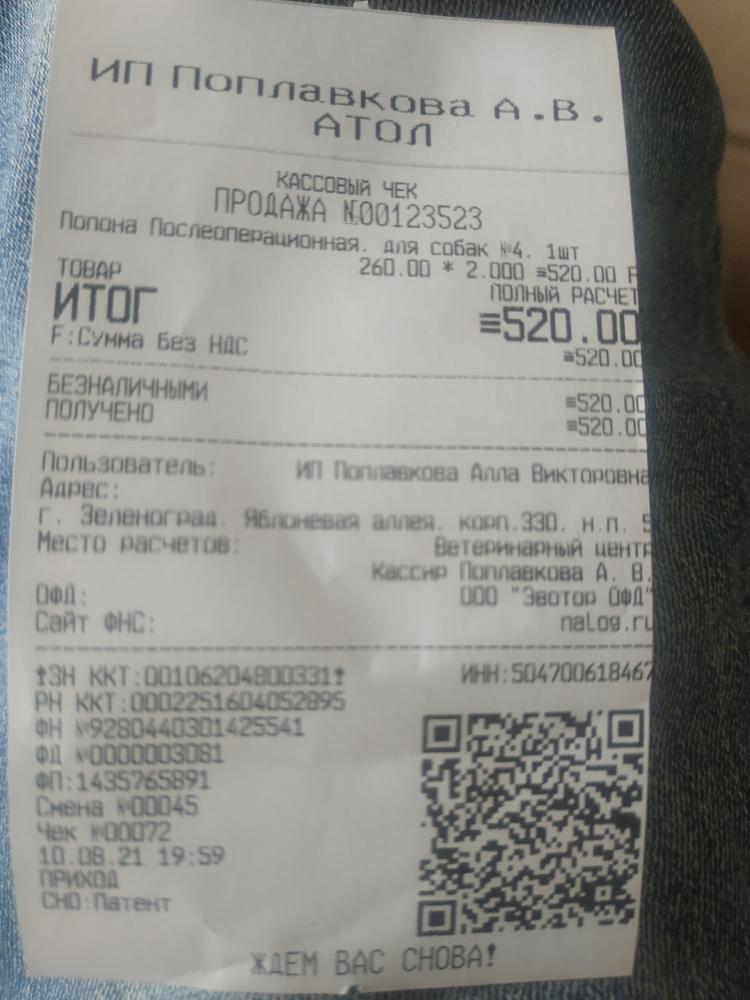 ИП Поплавкова А.В.
АТОЛ
КАССОВЫЙ ЧЕК
ПРОДАЖА №00123523
Попона Послеоперационная, для собак №4, 1шт
260.00 * 2.000 ≡520.00 F
ТОВАР ПОЛНЫЙ РАСЧЕТ
ИТОГ ≡520.00
F:Сумма без НДС ≡520.00
БЕЗНАЛИЧНЫМИ ≡520.00
ПОЛУЧЕНО ≡520.00
Пользователь: ИП Поплавкова Алла Викторовна
Адрес:
г. Зеленоград, Яблоневая аллея, корп.330, н.п. 5
Место расчетов: Ветеринарный центр
Кассир Поплавкова А. В.
ОФД: ООО "Эвотор ОФД"
Сайт ФНС: nalog.ru
↑ЗН ККТ:00106204800331↑ ИНН:504700618467
РН ККТ:0002251604052895
ФН №9280440301425541
ФД №0000003081
ФП:1435765891
Смена №00045
Чек №00072
10.08.21 19:59
ПРИХОД
СНО:Патент
ЖДЕМ ВАС СНОВА!